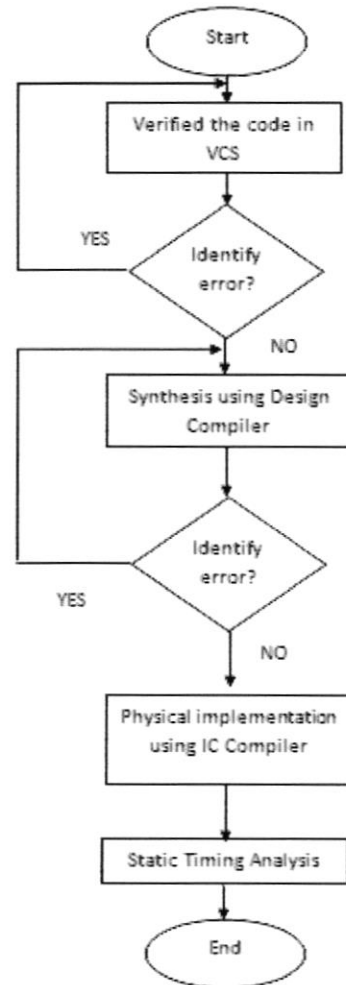 Start
Verified the code in
VCS
YES
Identify
error?
NO
Synthesis using Design
Compiler
Identify
error?
YES
NO
Physical implementation
using IC Compiler
Static Timing Analysis
End